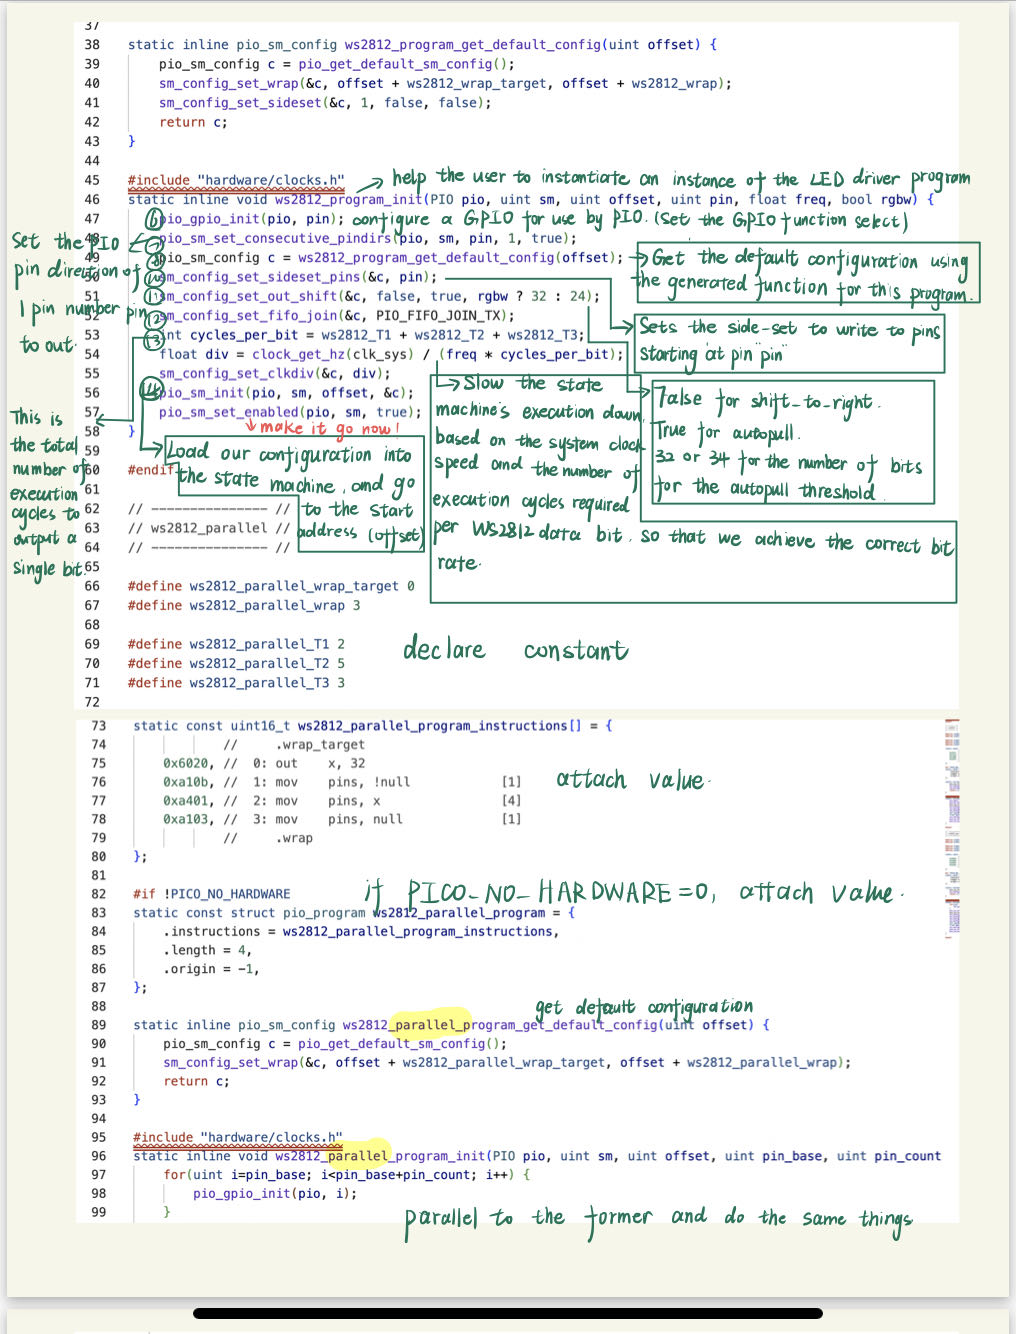 37
38 static inline pio_sm_config ws2812_program_get_default_config(uint offset) {
39 pio_sm_config c = pio_get_default_sm_config();
40 sm_config_set_wrap(&c, offset + ws2812_wrap_target, offset + ws2812_wrap);
41 sm_config_set_sideset(&c, 1, false, false);
42 return c;
43 }
44
45 #include "hardware/clocks.h"
help the user to instantiate an instance of the LED driver program
46 static inline void ws2812_program_init(PIO pio, uint sm, uint offset, uint pin, float freq, bool rgbw) {
47 ⑥ pio_gpio_init(pio, pin); configure a GPIO for use by PIO. (Set the GPIO function select)
48 pio_sm_set_consecutive_pindirs(pio, sm, pin, 1, true);
Set the PIO
pin direction of
1 pin number pin
to out.
49 pio_sm_config c = ws2812_program_get_default_config(offset);
Get the default configuration using
the generated function for this program.
50 ⑩ sm_config_set_sideset_pins(&c, pin);
Sets the side-set to write to pins
starting at pin "pin"
51 ⑪ sm_config_set_out_shift(&c, false, true, rgbw ? 32 : 24);
False for shift_to_right.
True for autopull.
32 or 34 for the number of bits
for the autopull threshold.
52 ⑫ sm_config_set_fifo_join(&c, PIO_FIFO_JOIN_TX);
53 ⑬ int cycles_per_bit = ws2812_T1 + ws2812_T2 + ws2812_T3;
This is
the total
number of
execution
cycles to
output a
single bit.
54 float div = clock_get_hz(clk_sys) / (freq * cycles_per_bit);
Slow the state
machine's execution down,
based on the system clock
speed and the number of
execution cycles required
per WS2812 data bit, so that we achieve the correct bit
rate.
55 sm_config_set_clkdiv(&c, div);
56 ⑭ pio_sm_init(pio, sm, offset, &c);
57 pio_sm_set_enabled(pio, sm, true);
make it go now!
58 }
Load our configuration into
the state machine, and go
to the start
address (offset)
59
60 #endif
61
62 // --------------- //
63 // ws2812_parallel //
64 // --------------- //
65
66 #define ws2812_parallel_wrap_target 0
67 #define ws2812_parallel_wrap 3
68
69 #define ws2812_parallel_T1 2
declare constant
70 #define ws2812_parallel_T2 5
71 #define ws2812_parallel_T3 3
72
73 static const uint16_t ws2812_parallel_program_instructions[] = {
74 // .wrap_target
75 0x6020, // 0: out x, 32
76 0xa10b, // 1: mov pins, !null [1]
attach value.
77 0xa401, // 2: mov pins, x [4]
78 0xa103, // 3: mov pins, null [1]
79 // .wrap
80 };
81
82 #if !PICO_NO_HARDWARE
if PICO_NO_HARDWARE=0, attach value.
83 static const struct pio_program ws2812_parallel_program = {
84 .instructions = ws2812_parallel_program_instructions,
85 .length = 4,
86 .origin = -1,
87 };
88
get default configuration
89 static inline pio_sm_config ws2812_parallel_program_get_default_config(uint offset) {
90 pio_sm_config c = pio_get_default_sm_config();
91 sm_config_set_wrap(&c, offset + ws2812_parallel_wrap_target, offset + ws2812_parallel_wrap);
92 return c;
93 }
94
95 #include "hardware/clocks.h"
96 static inline void ws2812_parallel_program_init(PIO pio, uint sm, uint offset, uint pin_base, uint pin_count
97 for(uint i=pin_base; i<pin_base+pin_count; i++) {
98 pio_gpio_init(pio, i);
99 }
parallel to the former and do the same things